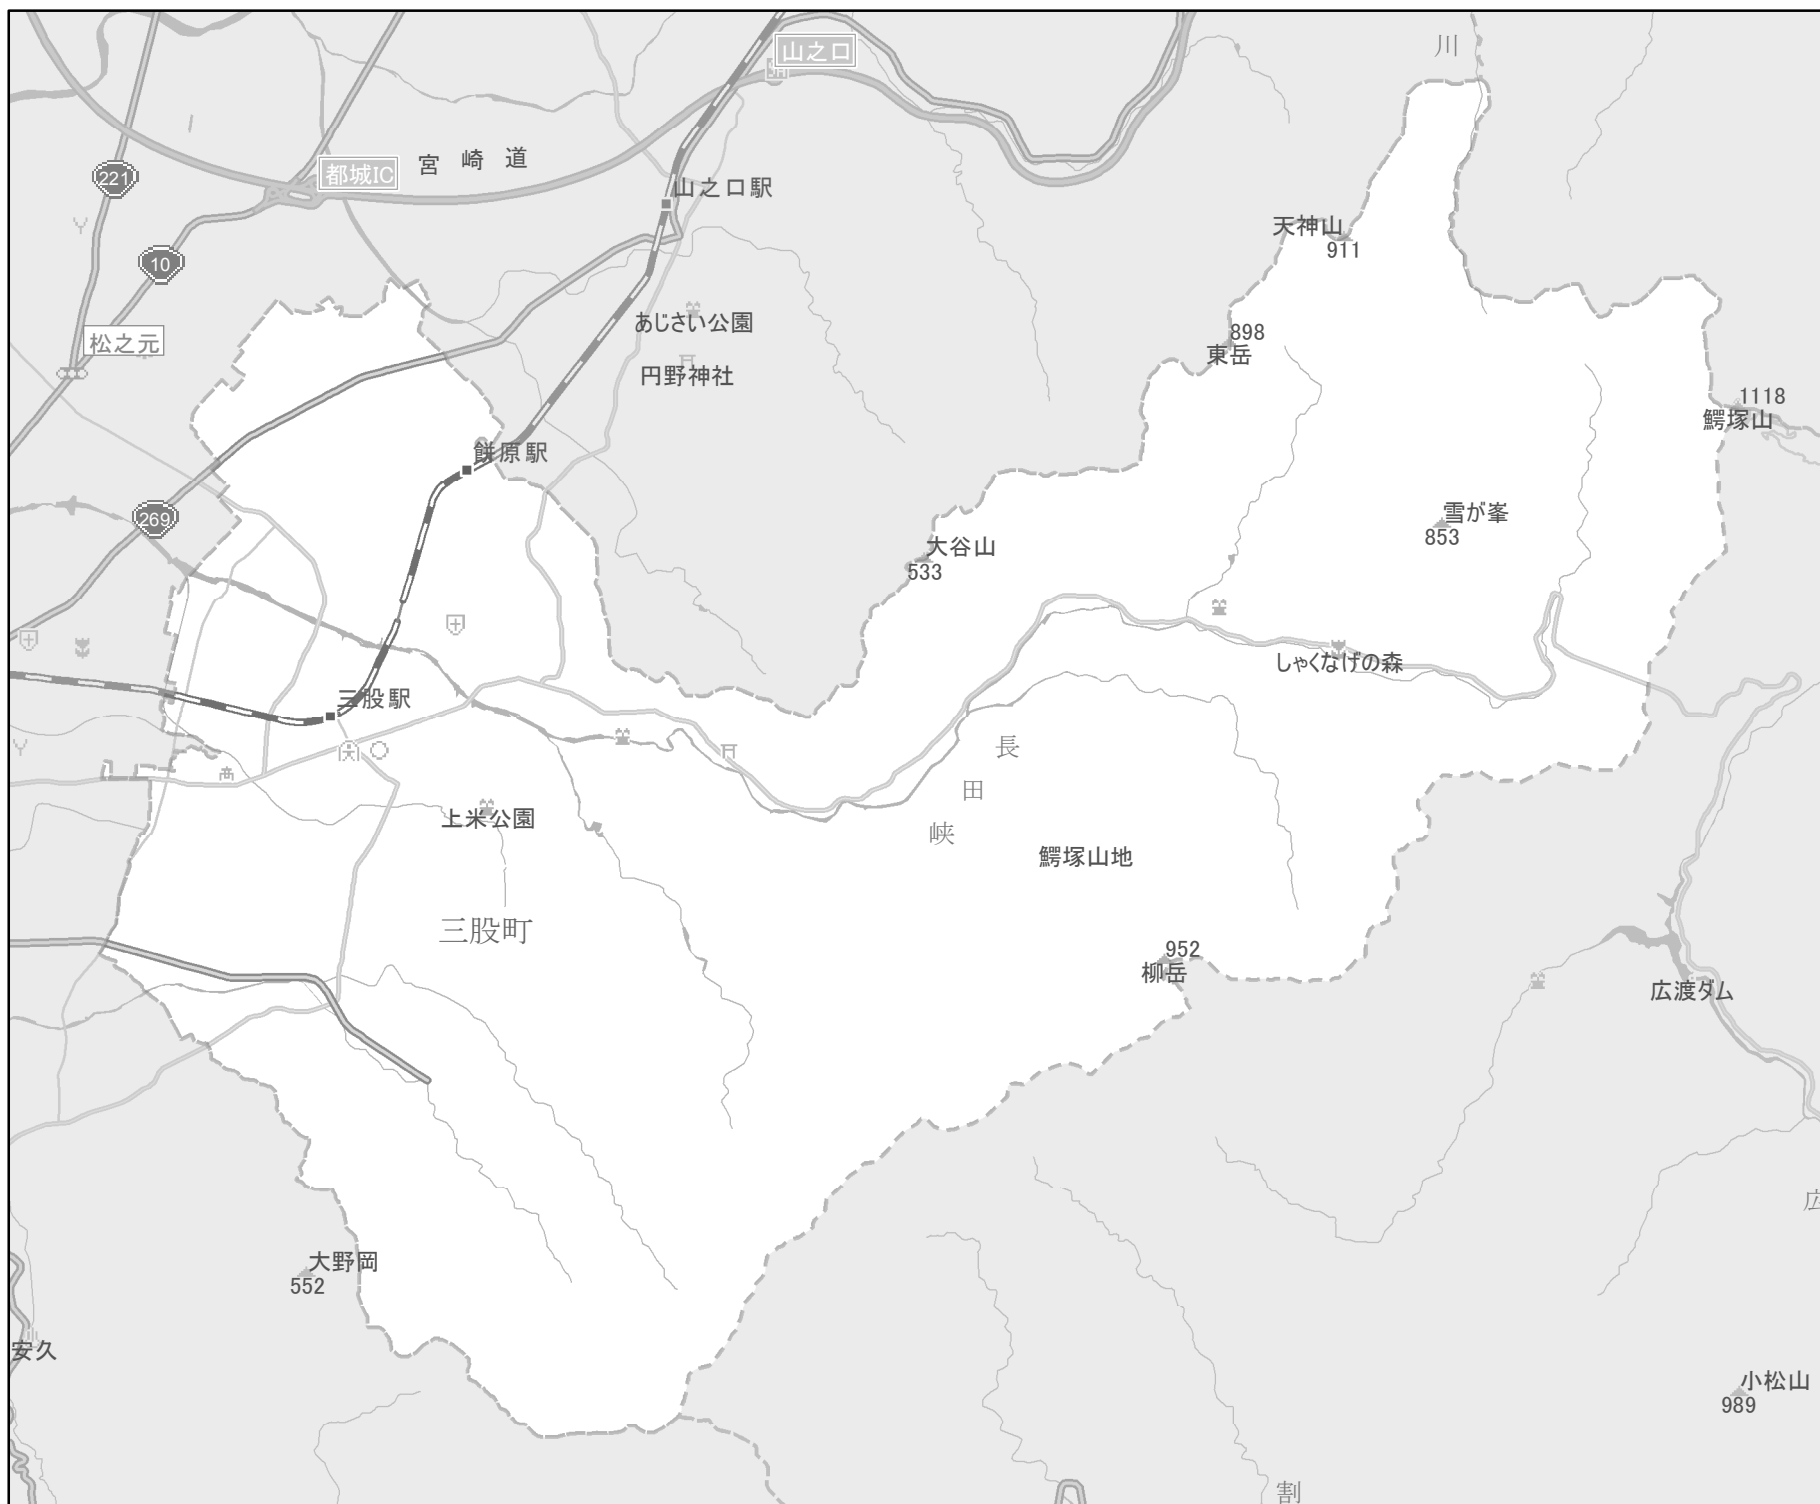 川
山之口
都城IC
宮崎道
221
山之口駅
天神山
911
10
あじさい公園
898
東岳
松之元
円野神社
1118
鰐塚山
餅原駅
269
雪が峯
853
大谷山
533
しゃくなげの森
三股駅
長田峡
上米公園
鰐塚山地
三股町
952
柳岳
広渡ダム
広
大野岡
552
安久
小松山
989
割